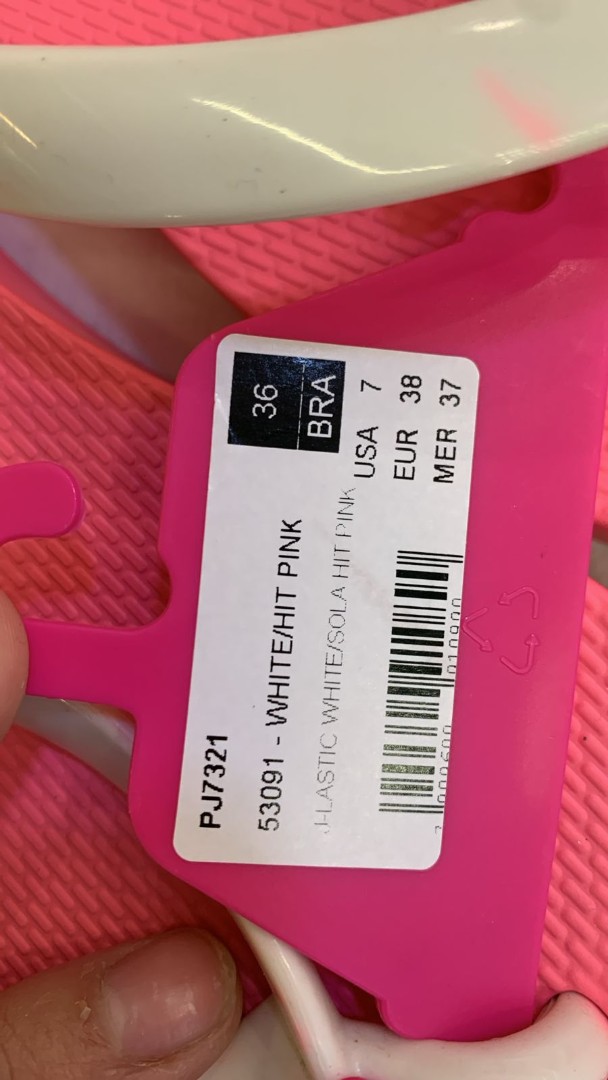 PJ7321
53091 - WHITE/HIT PINK
J-LASTIC WHITE/SOLA HIT PINK
36
BRA
USA 7
EUR 38
MER 37